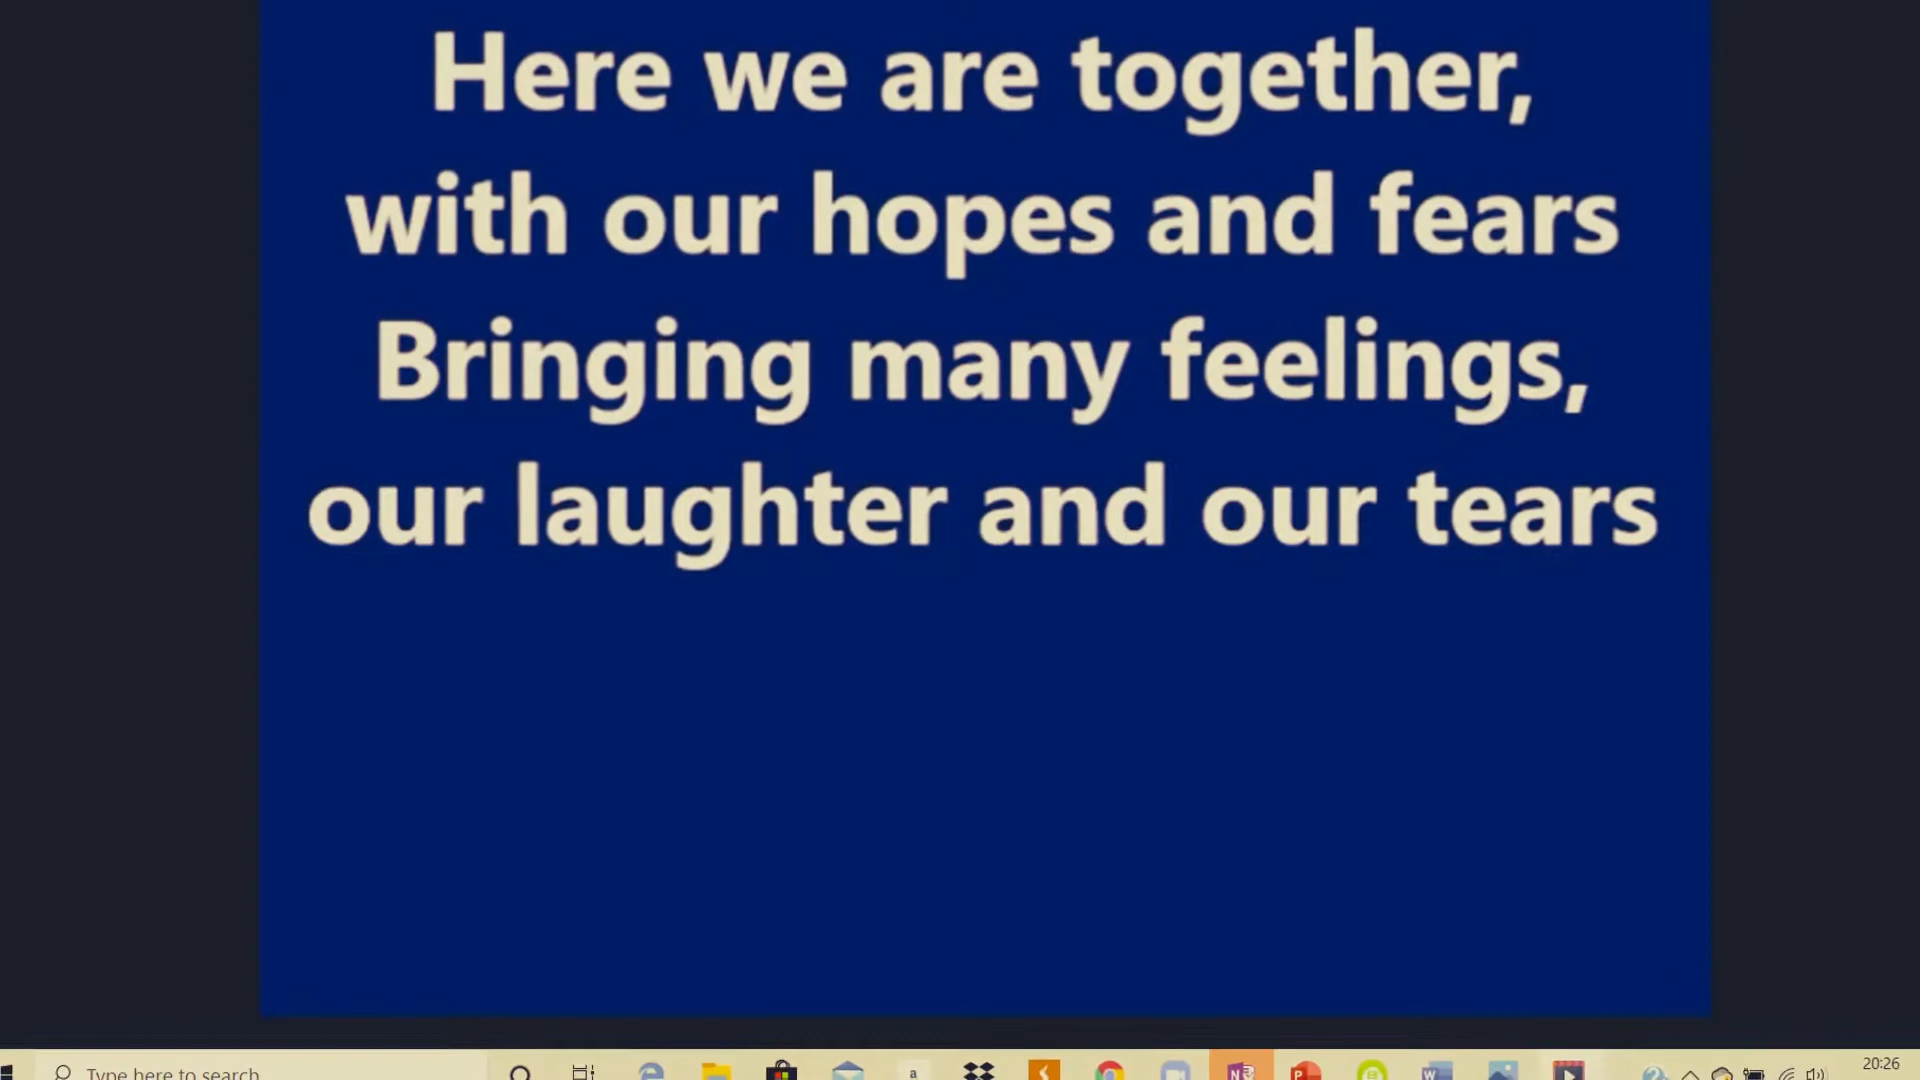 Here we are together,
with our hopes and fears
Bringing many feelings,
our laughter and our tears
Type here to search
a
N
P
W
20:26